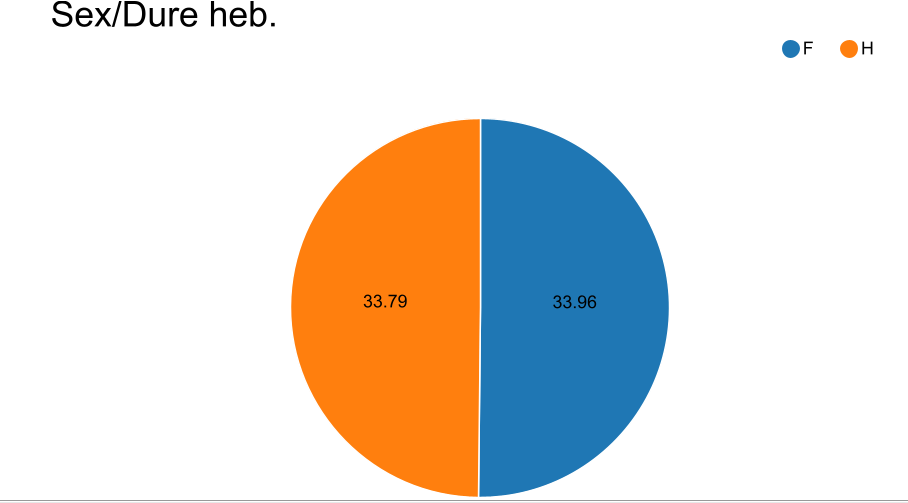 Sex/Dure heb.
F H
33.79 33.96